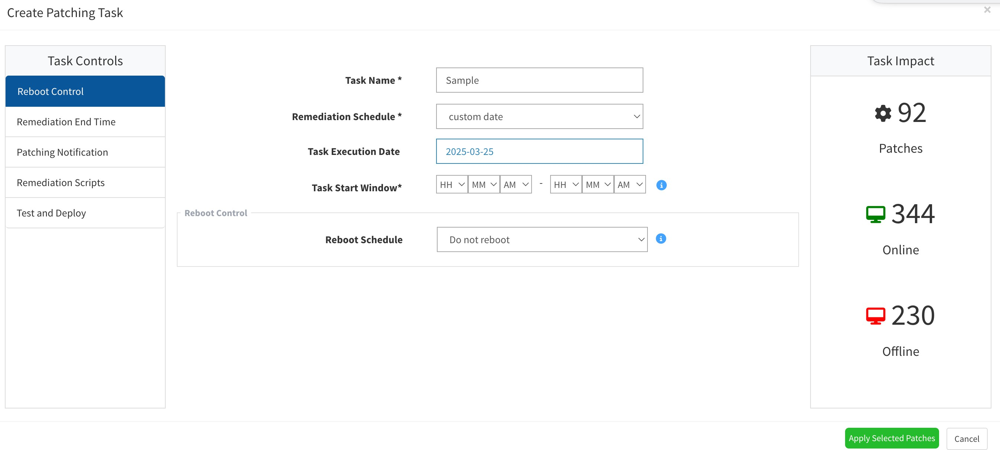 Create Patching Task
×
Task Controls
Reboot Control
Remediation End Time
Patching Notification
Remediation Scripts
Test and Deploy
Task Name * Sample
Remediation Schedule * custom date
Task Execution Date 2025-03-25
Task Start Window* HH MM AM - HH MM AM
Reboot Control
Reboot Schedule Do not reboot
Task Impact
92
Patches
344
Online
230
Offline
Apply Selected Patches Cancel